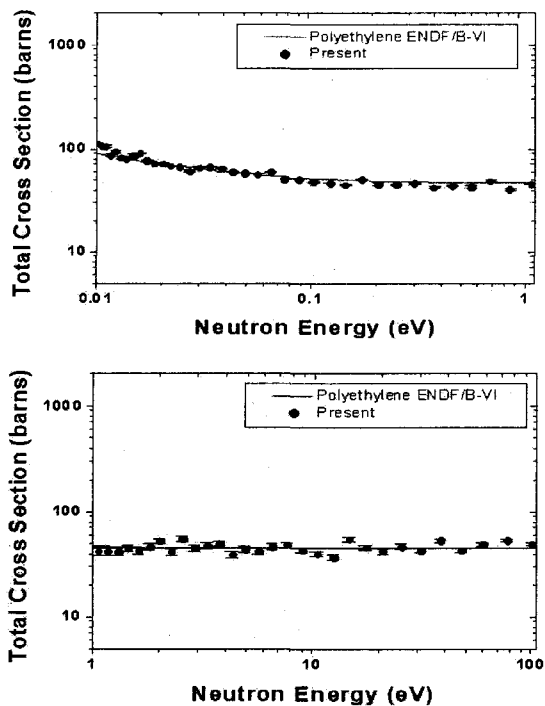 Total Cross Section (barns)
1000
100
10
Polyethylene ENDF/B-VI
Present
0.01
0.1
1
Neutron Energy (eV)
Total Cross Section (barns)
1000
100
10
Polyethylene ENDF/B-VI
Present
1
10
100
Neutron Energy (eV)